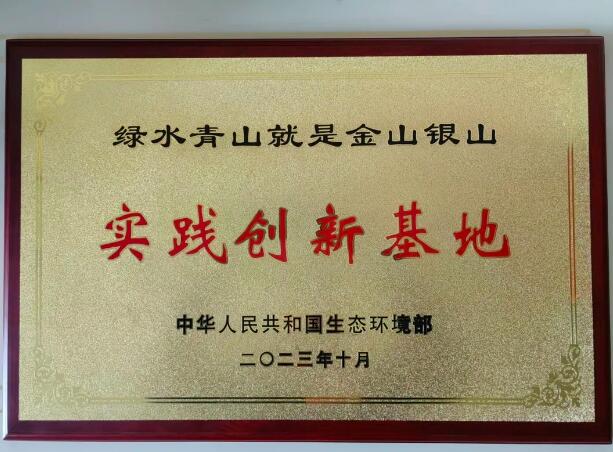 绿水青山就是金山银山
实践创新基地
中华人民共和国生态环境部
二〇二三年十月